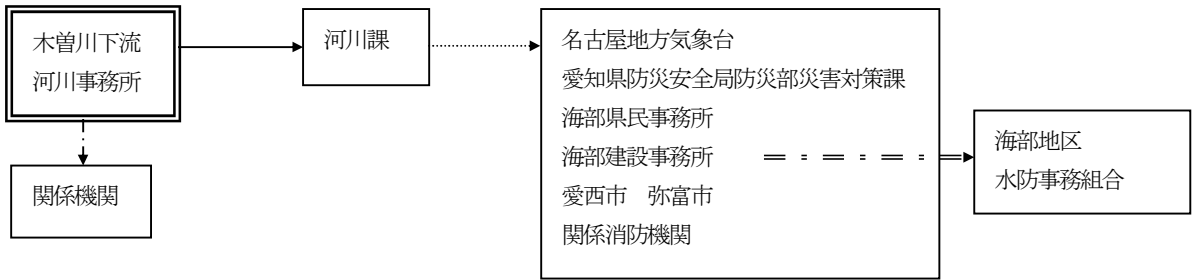 木曽川下流
河川事務所
関係機関
河川課
名古屋地方気象台
愛知県防災安全局防災部災害対策課
海部県民事務所
海部建設事務所
愛西市　弥富市
関係消防機関
海部地区
水防事務組合